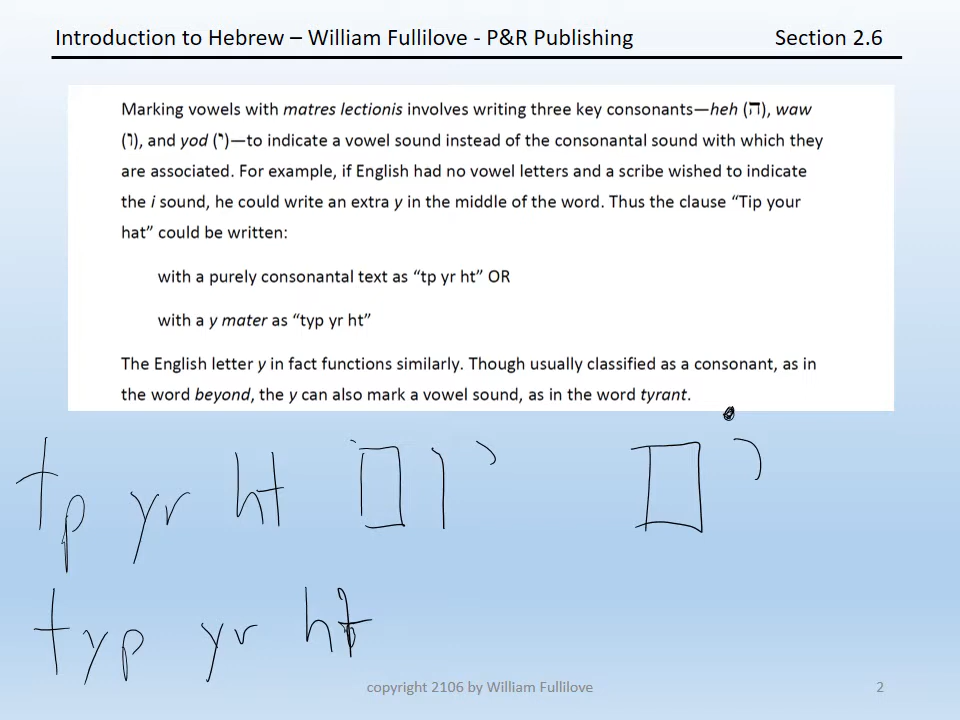 Introduction to Hebrew – William Fullilove - P&R Publishing Section 2.6
Marking vowels with matres lectionis involves writing three key consonants—heh (ה), waw
(ו), and yod (י)—to indicate a vowel sound instead of the consonantal sound with which they
are associated. For example, if English had no vowel letters and a scribe wished to indicate
the i sound, he could write an extra y in the middle of the word. Thus the clause “Tip your
hat” could be written:
with a purely consonantal text as “tp yr ht” OR
with a y mater as “typ yr ht”
The English letter y in fact functions similarly. Though usually classified as a consonant, as in
the word beyond, the y can also mark a vowel sound, as in the word tyrant.
tp yr ht
typ yr ht
copyright 2106 by William Fullilove 2